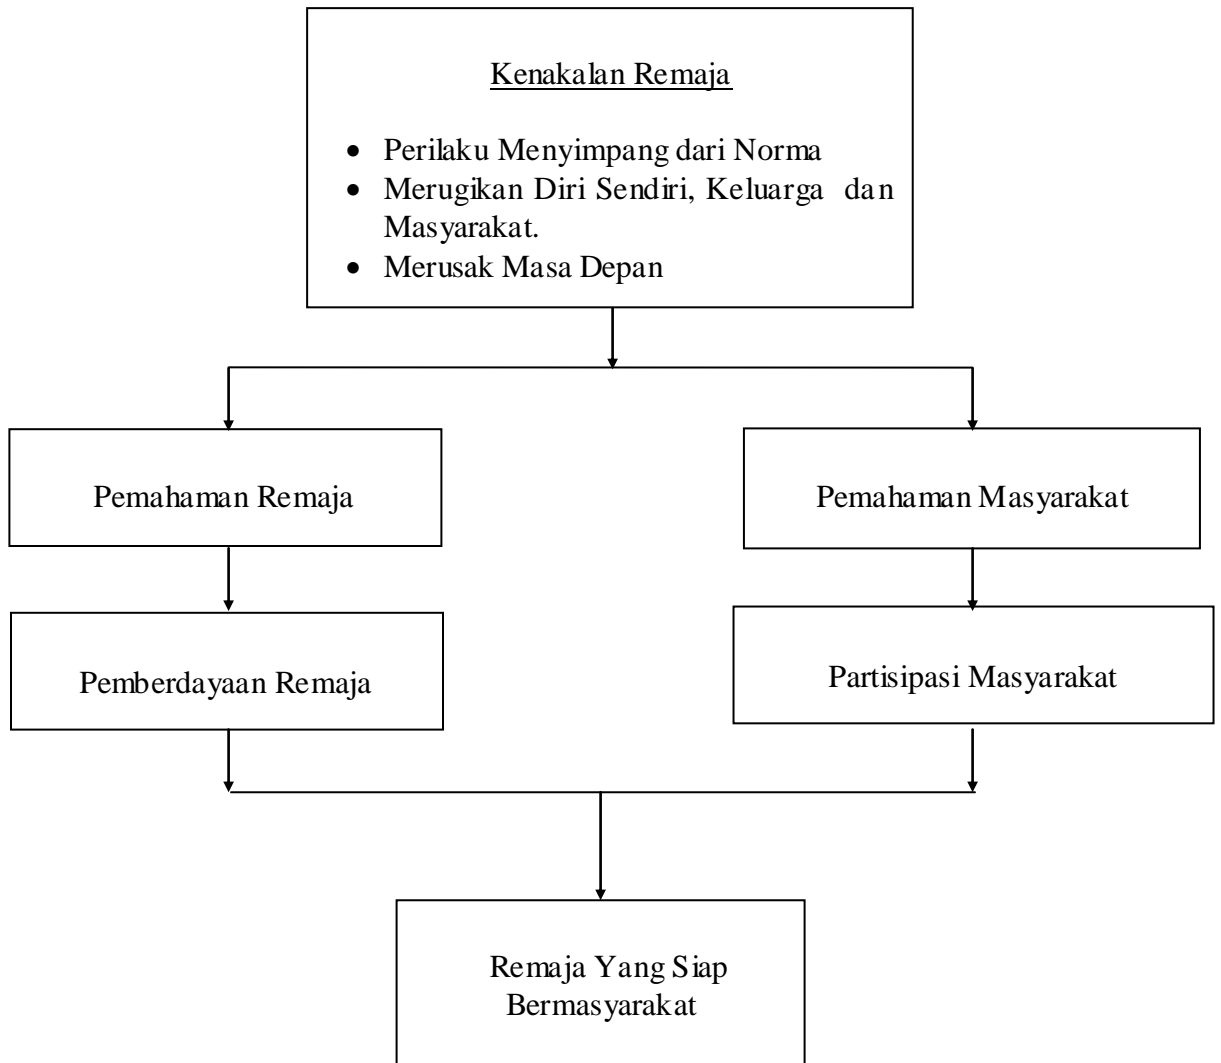 Kenakalan Remaja
• Perilaku Menyimpang dari Norma
• Merugikan Diri Sendiri, Keluarga dan
Masyarakat.
• Merusak Masa Depan
Pemahaman Remaja
Pemahaman Masyarakat
Pemberdayaan Remaja
Partisipasi Masyarakat
Remaja Yang Siap
Bermasyarakat